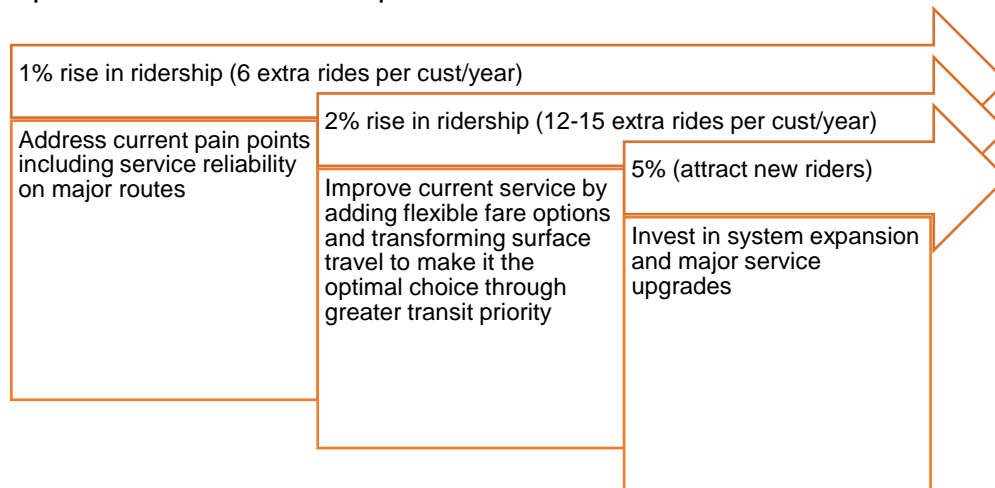 1% rise in ridership (6 extra rides per cust/year)
Address current pain points
including service reliability
on major routes
2% rise in ridership (12-15 extra rides per cust/year)
Improve current service by
adding flexible fare options
and transforming surface
travel to make it the
optimal choice through
greater transit priority
5% (attract new riders)
Invest in system expansion
and major service
upgrades